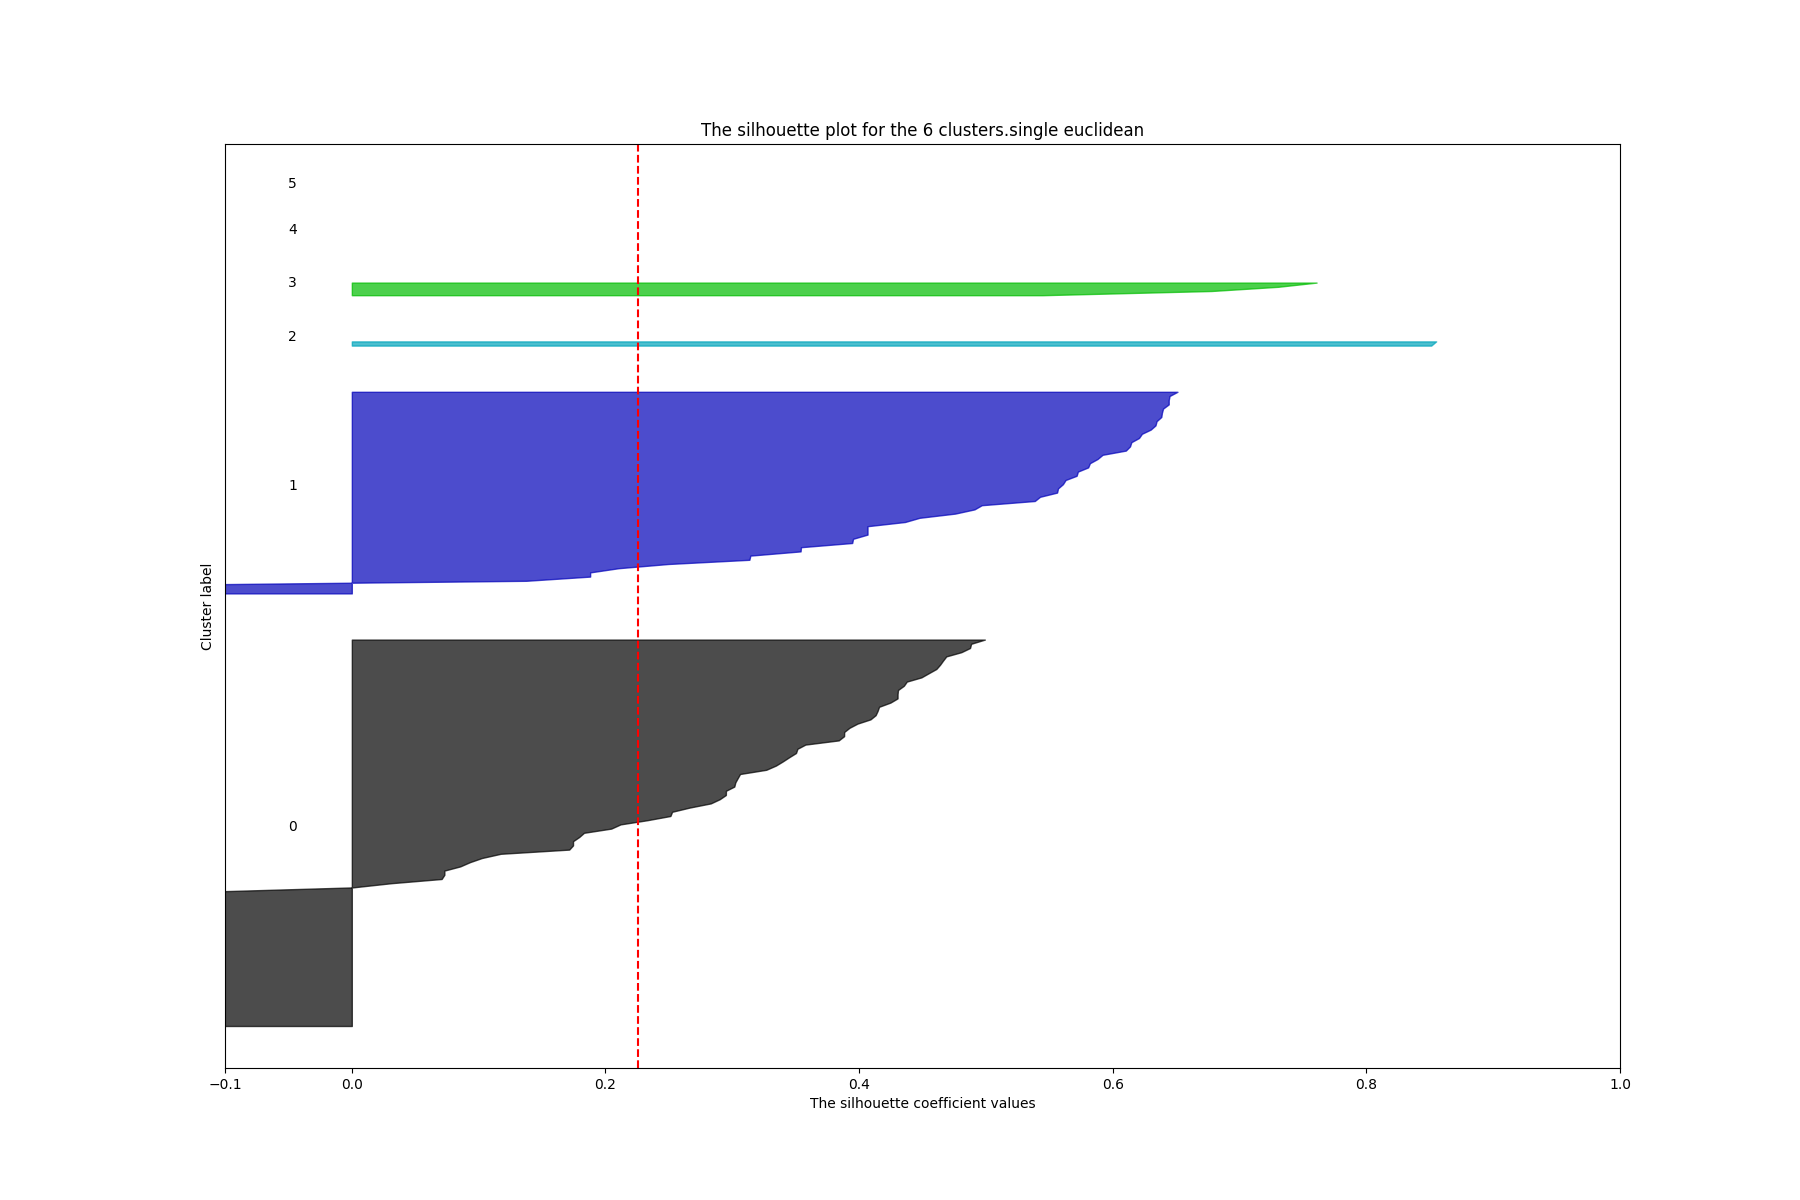 The silhouette plot for the 6 clusters.single euclidean
5
4
3
2
1
0
Cluster label
−0.1 0.0 0.2 0.4 0.6 0.8 1.0
The silhouette coefficient values